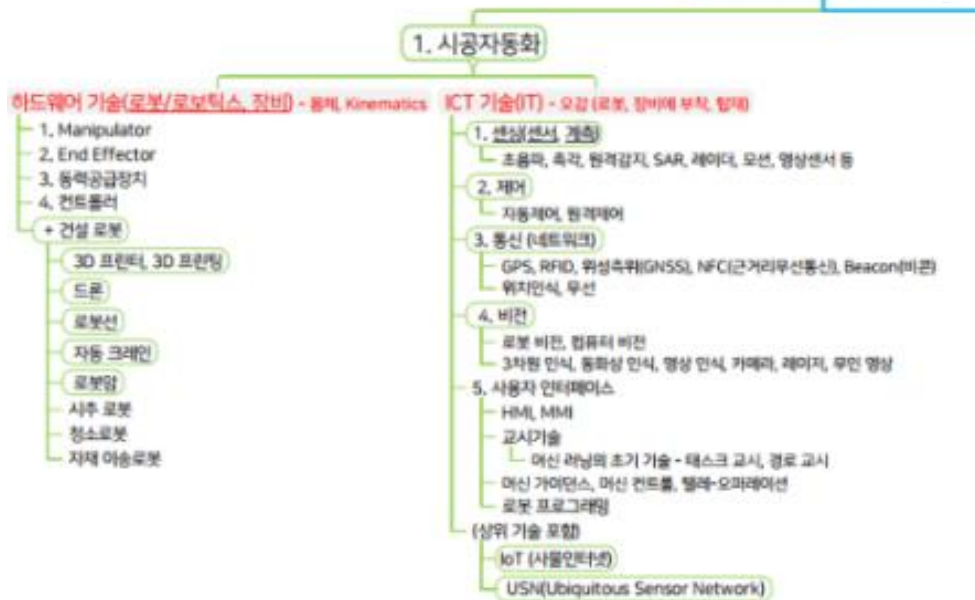 1. 시공자동화
하드웨어 기술(로봇/로보틱스, 장비) - 몸체, Kinematics
1. Manipulator
2. End Effector
3. 동력공급장치
4. 컨트롤러
+ 건설 로봇
3D 프린터, 3D 프린팅
드론
로봇선
자동 크레인
로봇암
시추 로봇
청소로봇
자재 이송로봇
ICT 기술(IT) - 오감 (로봇, 장비에 부착, 탑재)
1. 센싱(센서, 계측)
초음파, 촉각, 원격감지, SAR, 레이더, 모션, 영상센서 등
2. 제어
자동제어, 원격제어
3. 통신 (네트워크)
GPS, RFID, 위성측위(GNSS), NFC(근거리무선통신), Beacon(비콘)
위치인식, 무선
4. 비전
로봇 비전, 컴퓨터 비전
3차원 인식, 동화상 인식, 영상 인식, 카메라, 레이저, 무인 영상
5. 사용자 인터페이스
HMI, MMI
교시기술
머신 러닝의 초기 기술 - 태스크 교시, 경로 교시
머신 가이던스, 머신 컨트롤, 텔레-오퍼레이션
로봇 프로그래밍
(상위 기술 포함)
IoT (사물인터넷)
USN(Ubiquitous Sensor Network)